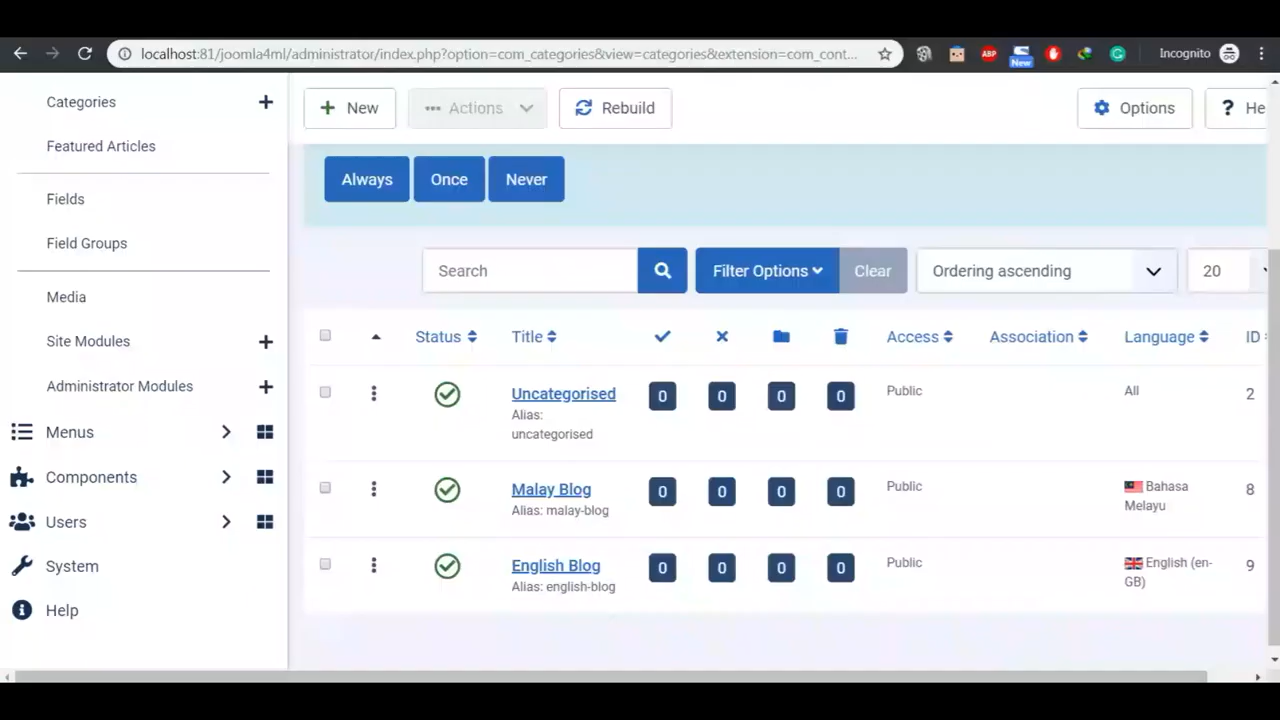 localhost:81/joomla4ml/administrator/index.php?option=com_categories&view=categories&extension=com_cont...
ABP
New
Incognito
Categories
Featured Articles
Fields
Field Groups
Media
Site Modules
Administrator Modules
Menus
Components
Users
System
Help
New
Actions
Rebuild
Options
? He
Always
Once
Never
Search
Filter Options
Clear
Ordering ascending
20
Status Title Access Association Language ID
Uncategorised 0 0 0 0 Public All 2
Alias:
uncategorised
Malay Blog 0 0 0 0 Public Bahasa 8
Melayu
Alias: malay-blog
English Blog 0 0 0 0 Public English (en- 9
GB)
Alias: english-blog